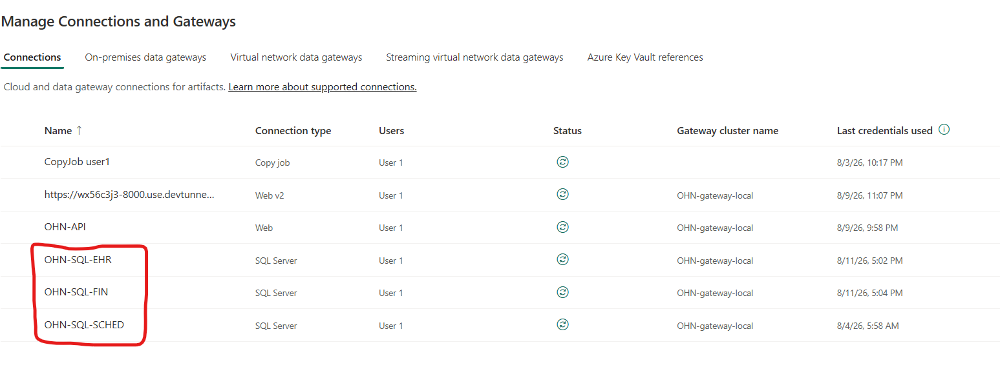 Manage Connections and Gateways
Connections On-premises data gateways Virtual network data gateways Streaming virtual network data gateways Azure Key Vault references
Cloud and data gateway connections for artifacts. Learn more about supported connections.
Name ↑ Connection type Users Status Gateway cluster name Last credentials used
CopyJob user1 Copy job User 1 8/3/26, 10:17 PM
https://wx56c3j3-8000.use.devtunne... Web v2 User 1 OHN-gateway-local 8/9/26, 11:07 PM
OHN-API Web User 1 OHN-gateway-local 8/9/26, 9:58 PM
OHN-SQL-EHR SQL Server User 1 OHN-gateway-local 8/11/26, 5:02 PM
OHN-SQL-FIN SQL Server User 1 OHN-gateway-local 8/11/26, 5:04 PM
OHN-SQL-SCHED SQL Server User 1 OHN-gateway-local 8/4/26, 5:58 AM